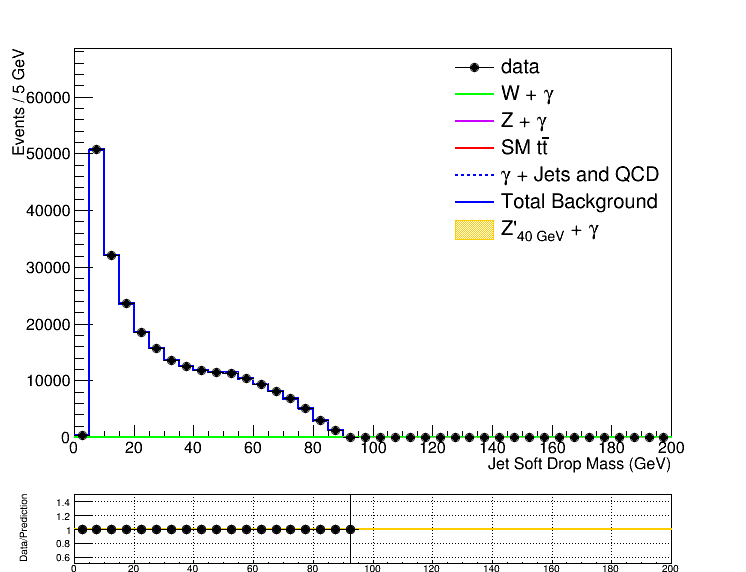 Events / 5 GeV
60000
50000
40000
30000
20000
10000
0
data
W + γ
Z + γ
SM tt̄
γ + Jets and QCD
Total Background
Z'40 GeV + γ
0 20 40 60 80 100 120 140 160 180 200
Jet Soft Drop Mass (GeV)
Data/Prediction
1.4
1.2
1
0.8
0.6
0 20 40 60 80 100 120 140 160 180 200